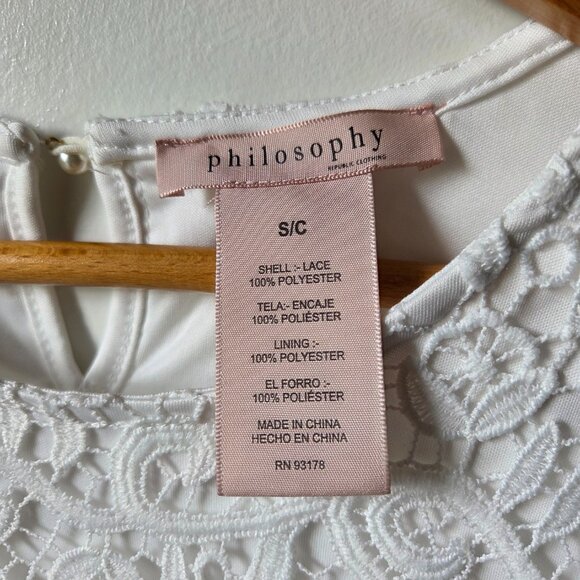 philosophy
REPUBLIC CLOTHING
S/C
SHELL :- LACE
100% POLYESTER
TELA:- ENCAJE
100% POLIÉSTER
LINING :-
100% POLYESTER
EL FORRO :-
100% POLIÉSTER
MADE IN CHINA
HECHO EN CHINA
RN 93178